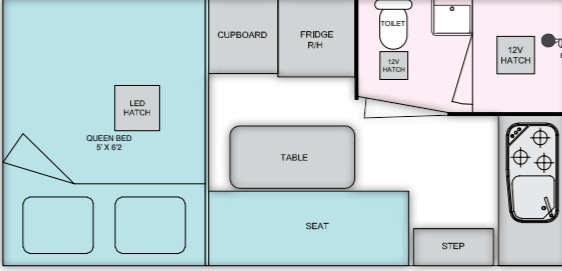 CUPBOARD
FRIDGE
R/H
TOILET
12V
HATCH
12V
HATCH
LED
HATCH
QUEEN BED
5' X 6'2
TABLE
SEAT
STEP